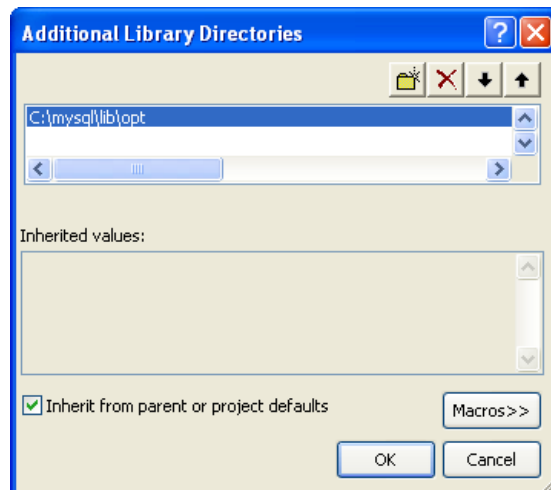 Additional Library Directories
C:\mysql\lib\opt
Inherited values:
Inherit from parent or project defaults
Macros>>
OK
Cancel